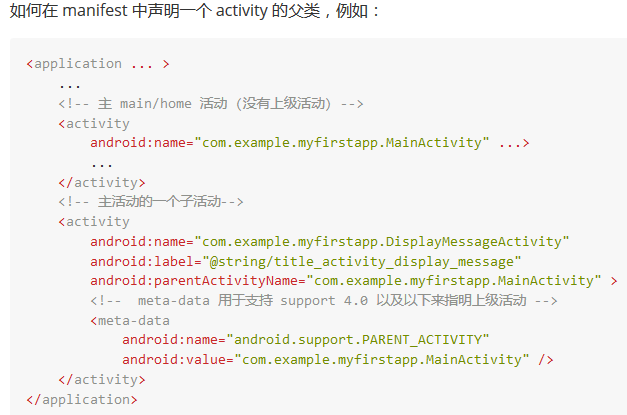 如何在 manifest 中声明一个 activity 的父类，例如：
<application ... >
    ...
    <!-- 主 main/home 活动 (没有上级活动) -->
    <activity
        android:name="com.example.myfirstapp.MainActivity" ...>
        ...
    </activity>
    <!-- 主活动的一个子活动-->
    <activity
        android:name="com.example.myfirstapp.DisplayMessageActivity"
        android:label="@string/title_activity_display_message"
        android:parentActivityName="com.example.myfirstapp.MainActivity" >
        <!--  meta-data 用于支持 support 4.0 以及以下来指明上级活动 -->
        <meta-data
            android:name="android.support.PARENT_ACTIVITY"
            android:value="com.example.myfirstapp.MainActivity" />
    </activity>
</application>